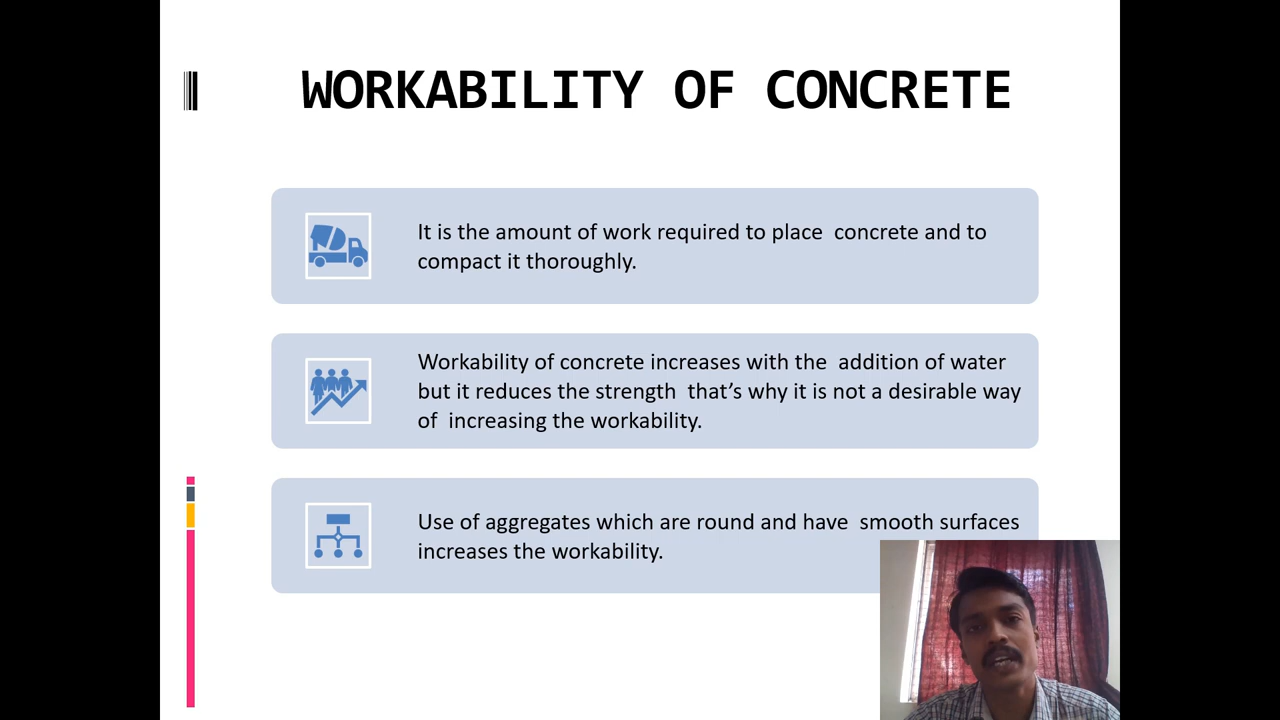 WORKABILITY OF CONCRETE
It is the amount of work required to place  concrete and to
compact it thoroughly.
Workability of concrete increases with the  addition of water
but it reduces the strength  that’s why it is not a desirable way
of  increasing the workability.
Use of aggregates which are round and have  smooth surfaces
increases the workability.